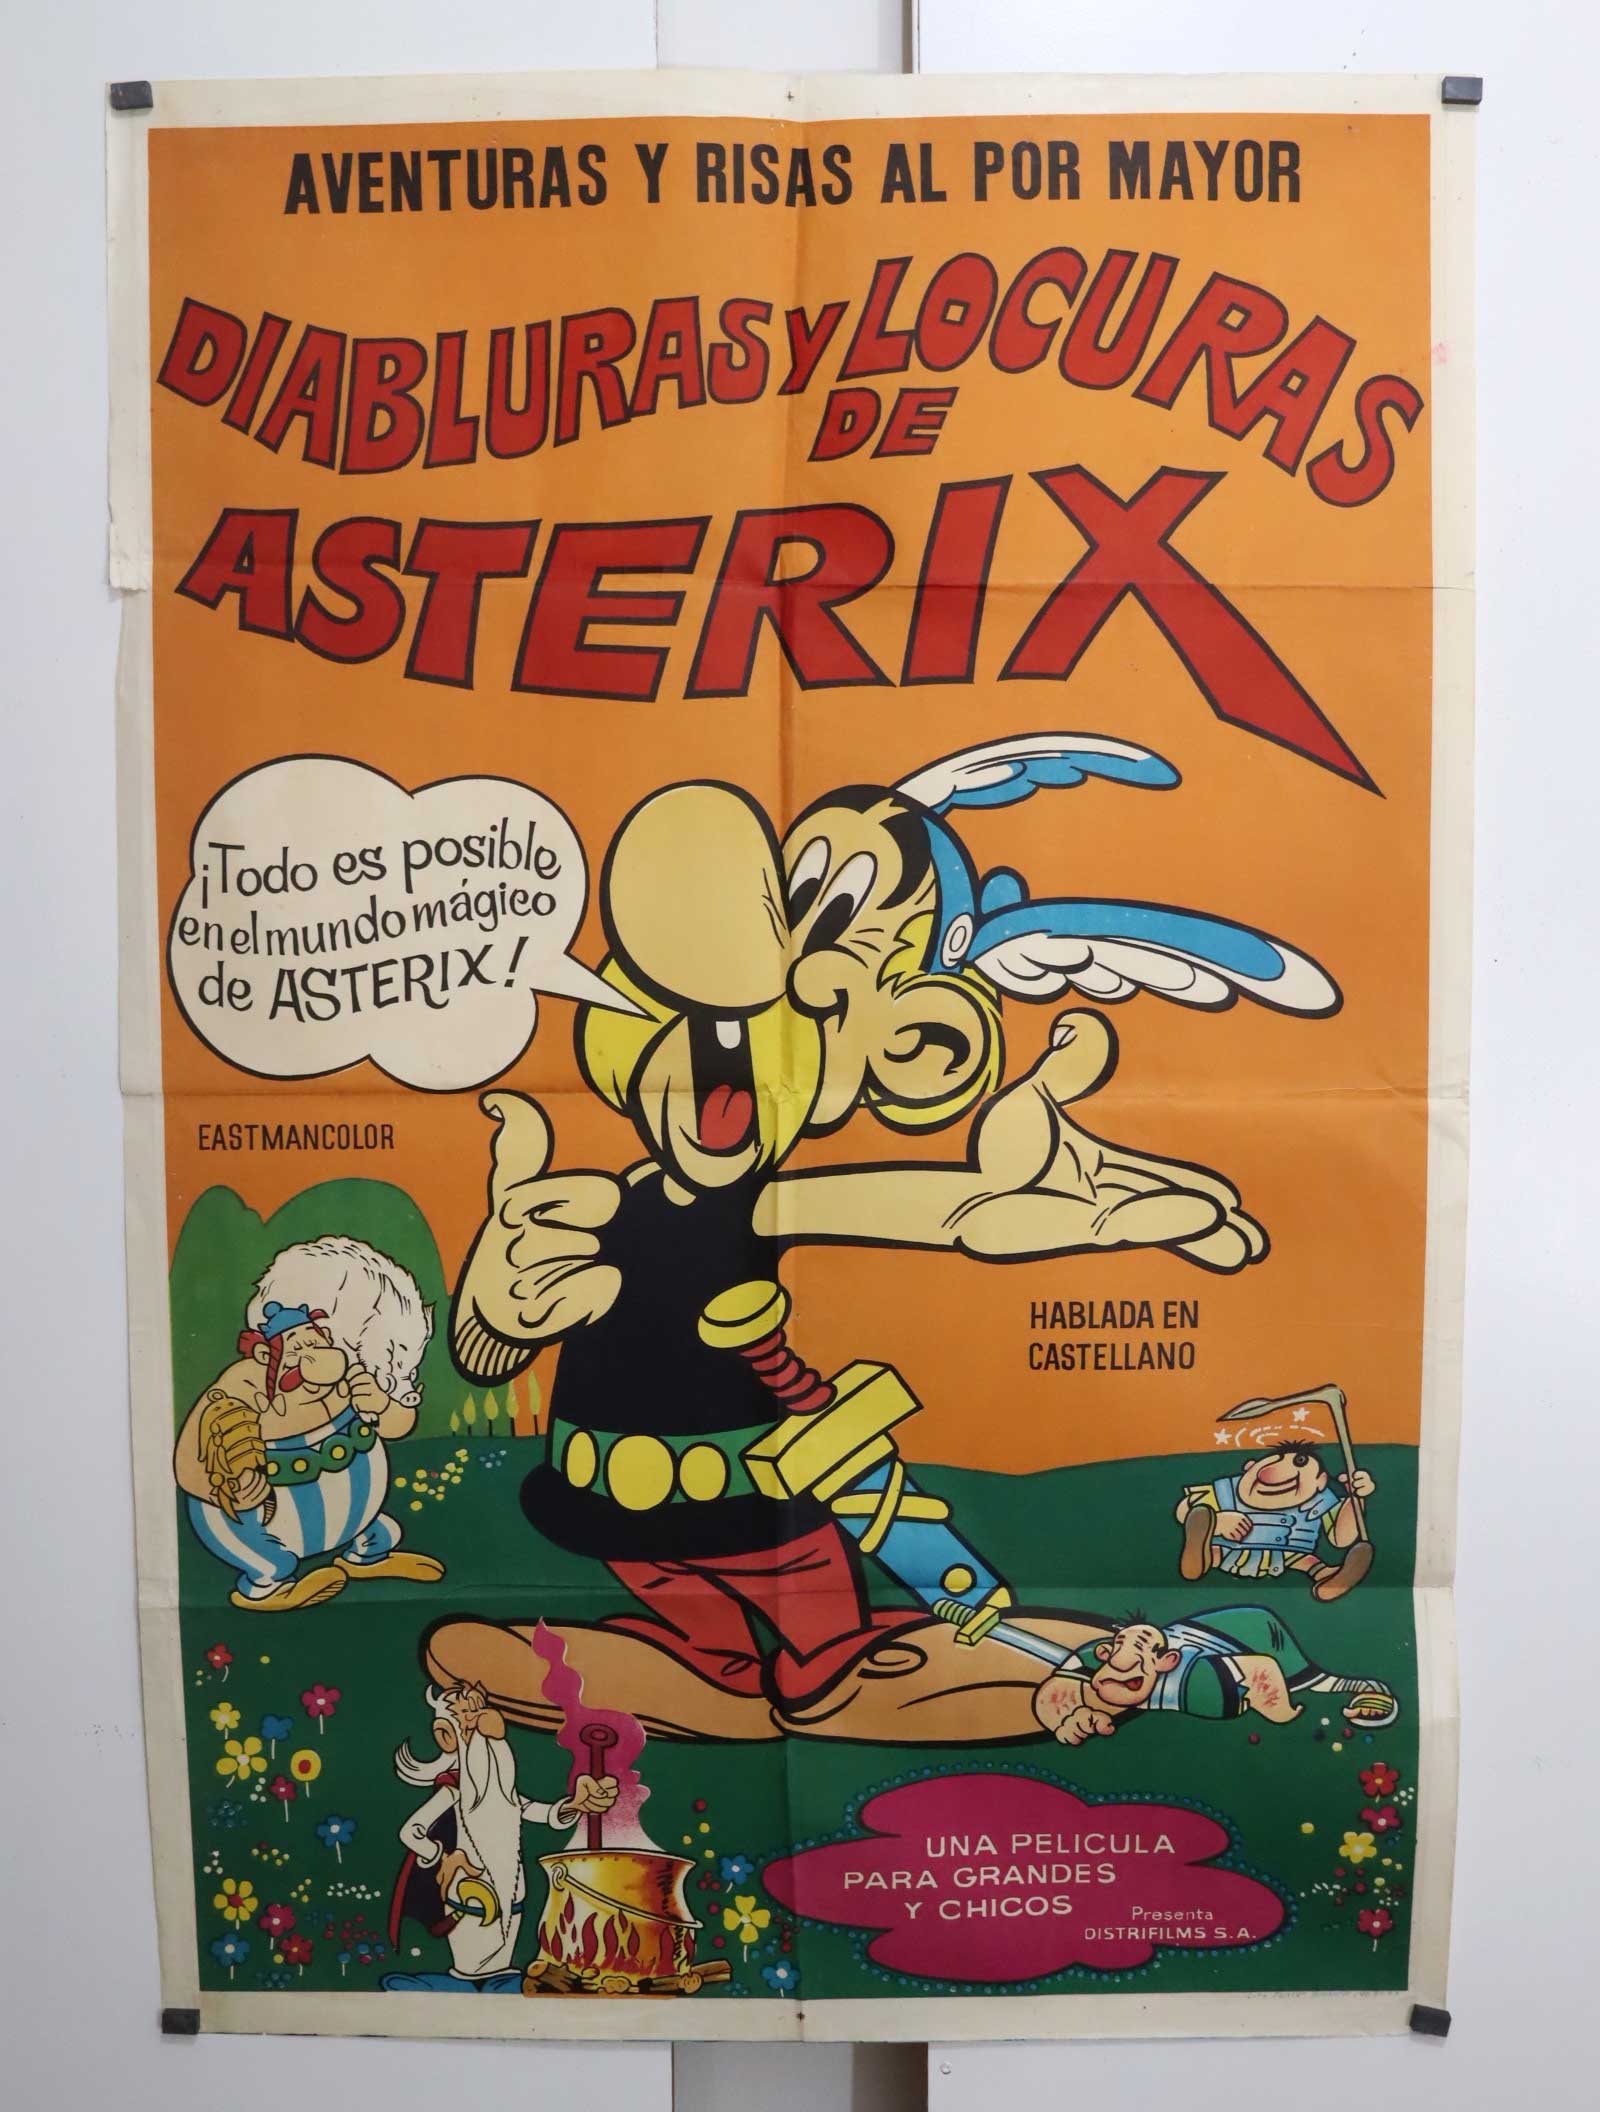 AVENTURAS Y RISAS AL POR MAYOR
DIABLURAS Y LOCURAS
DE
ASTERIX
¡Todo es posible
en el mundo mágico
de ASTERIX!
EASTMANCOLOR
HABLADA EN
CASTELLANO
UNA PELICULA
PARA GRANDES
Y CHICOS
Presenta
DISTRIFILMS S.A.